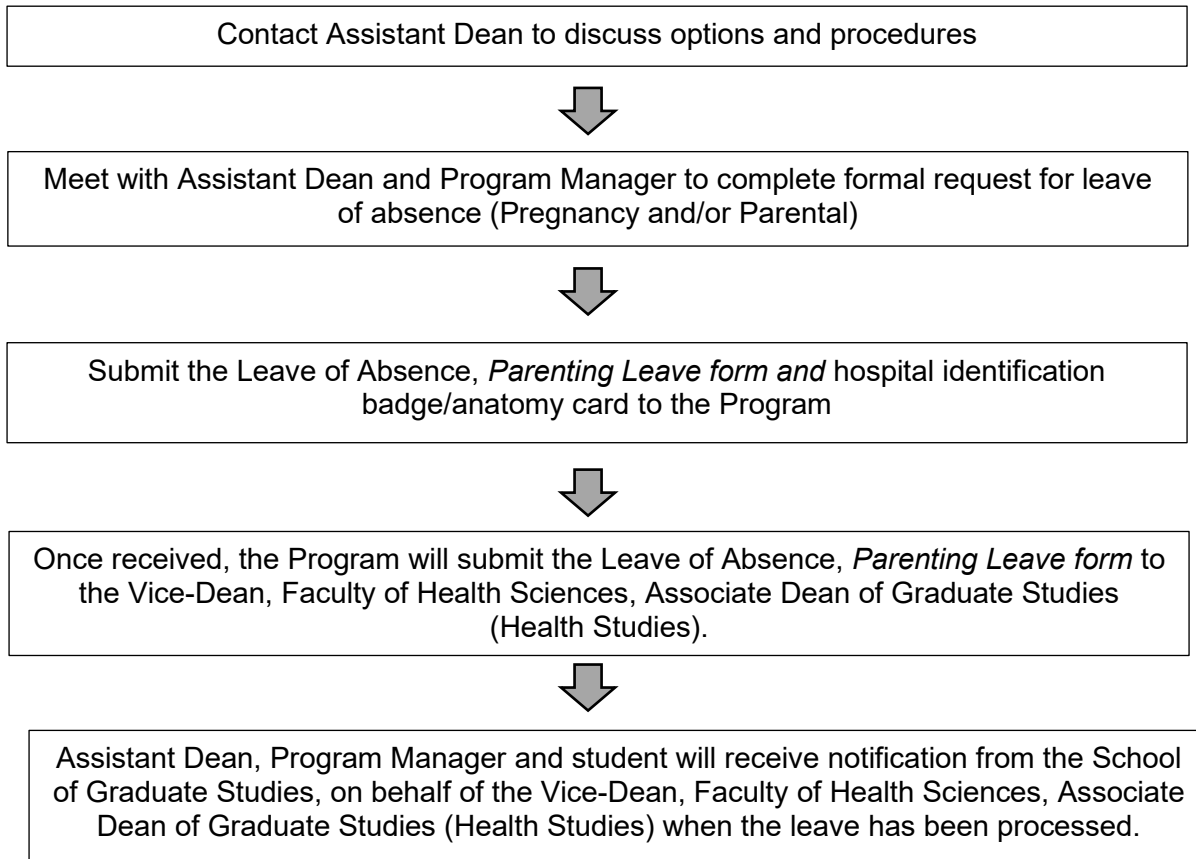 Contact Assistant Dean to discuss options and procedures
Meet with Assistant Dean and Program Manager to complete formal request for leave
of absence (Pregnancy and/or Parental)
Submit the Leave of Absence, Parenting Leave form and hospital identification
badge/anatomy card to the Program
Once received, the Program will submit the Leave of Absence, Parenting Leave form to
the Vice-Dean, Faculty of Health Sciences, Associate Dean of Graduate Studies
(Health Studies).
Assistant Dean, Program Manager and student will receive notification from the School
of Graduate Studies, on behalf of the Vice-Dean, Faculty of Health Sciences, Associate
Dean of Graduate Studies (Health Studies) when the leave has been processed.